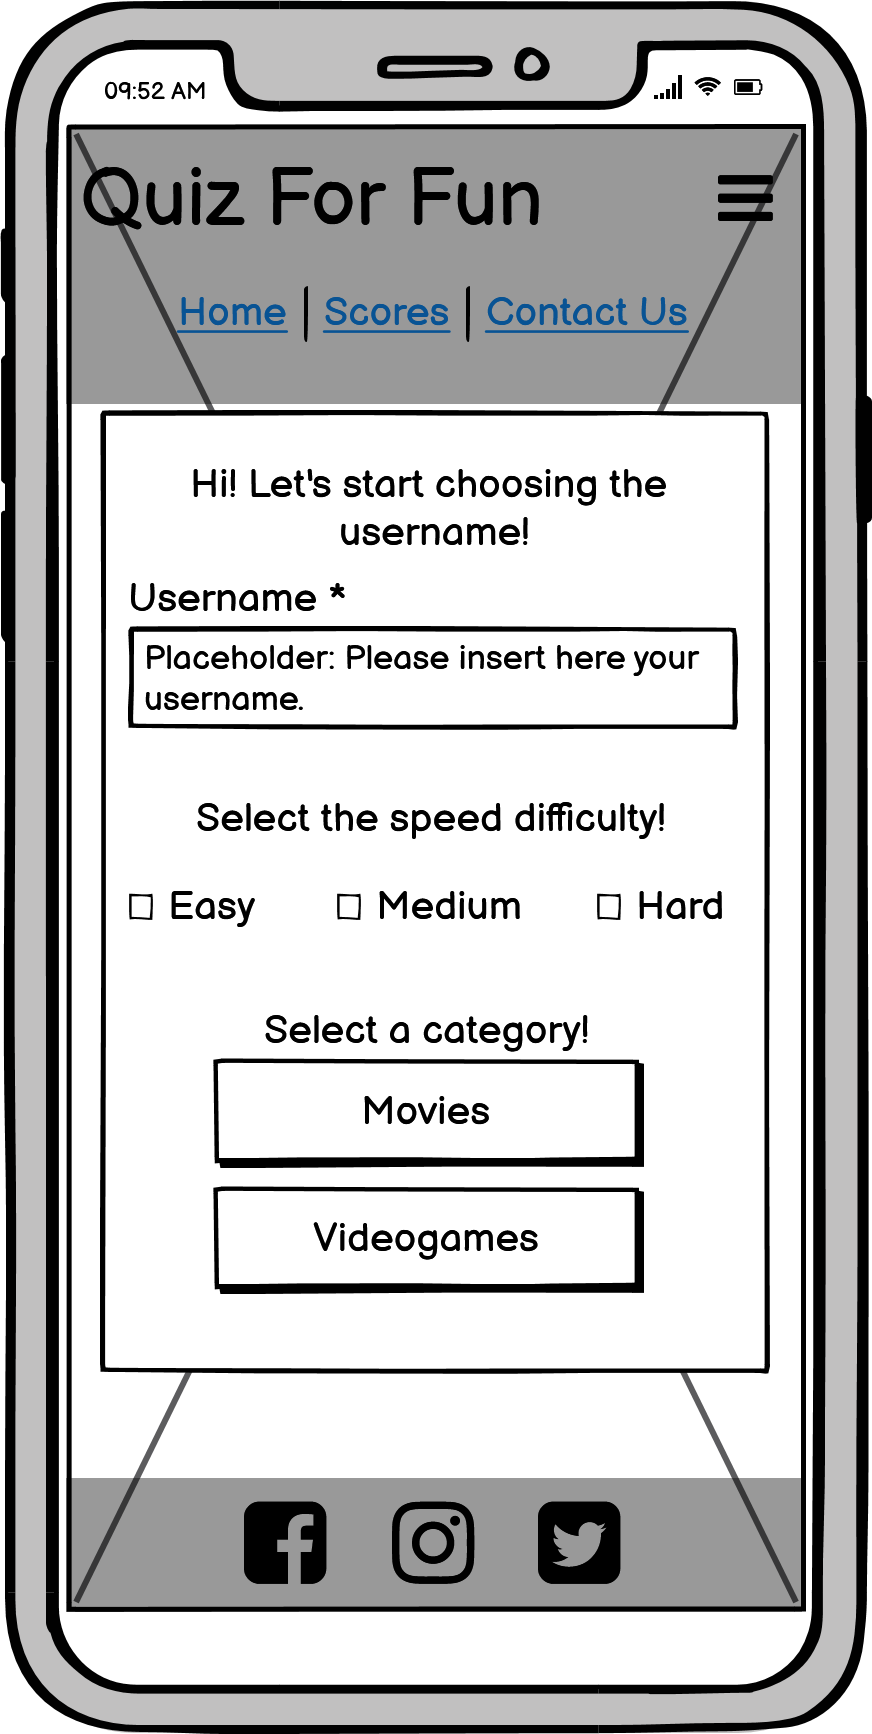 09:52 AM
Quiz For Fun
Home | Scores | Contact Us
Hi! Let's start choosing the
username!
Username *
Placeholder: Please insert here your
username.
Select the speed difficulty!
Easy Medium Hard
Select a category!
Movies
Videogames